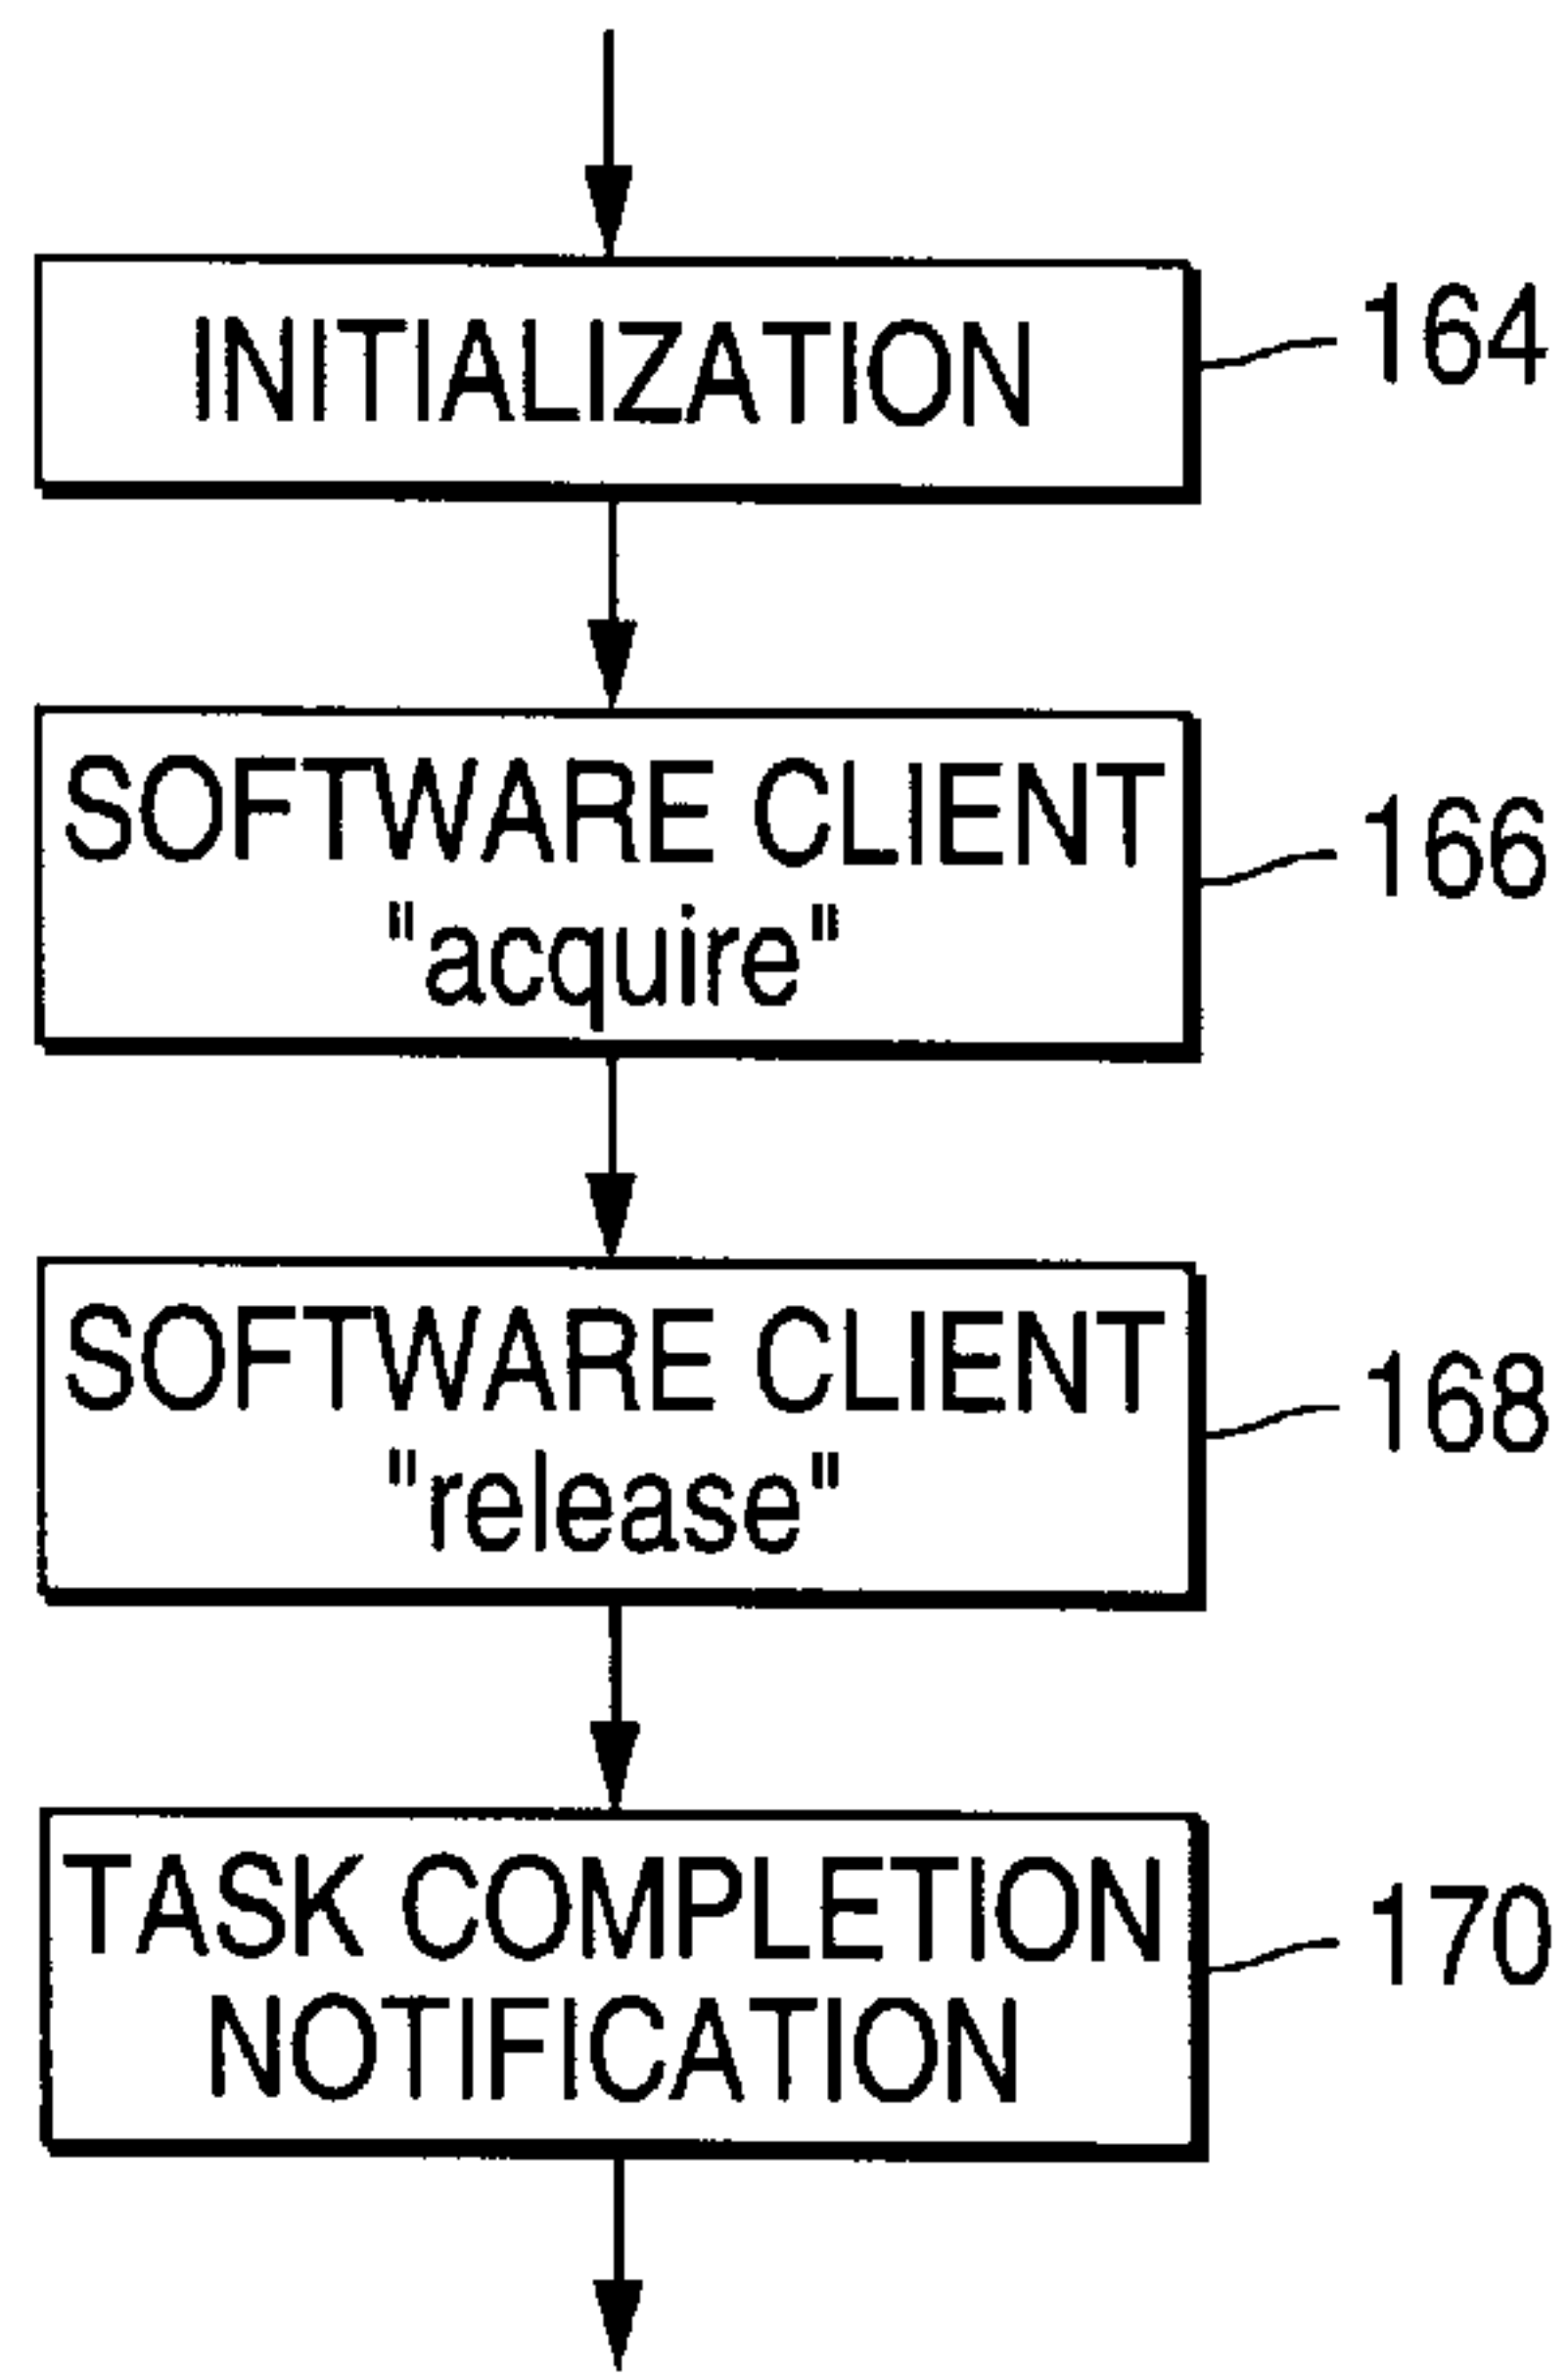 INITIALIZATION
164
SOFTWARE CLIENT
"acquire"
166
SOFTWARE CLIENT
"release"
168
TASK COMPLETION
NOTIFICATION
170